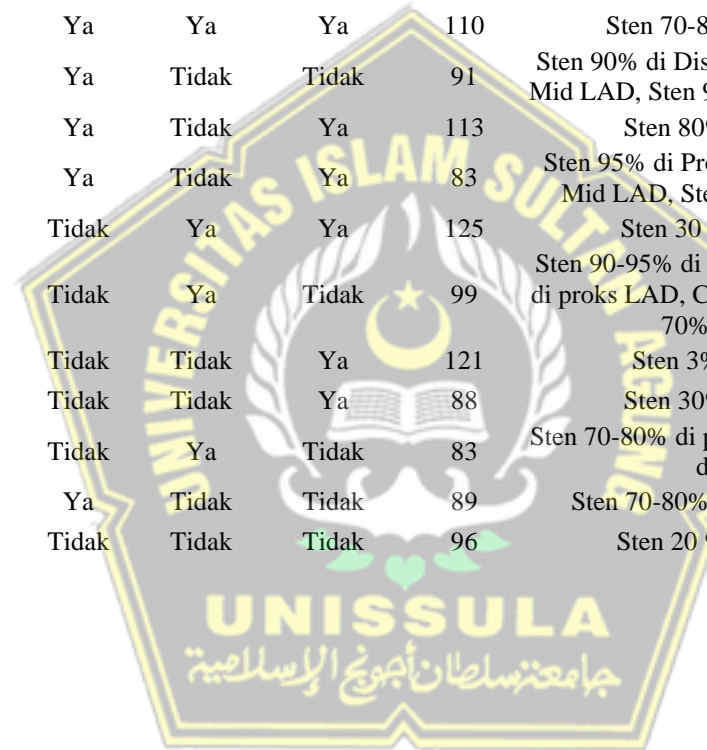 Ya Ya Ya 110 Sten 70-8
Ya Tidak Tidak 91 Sten 90% di Dis
Mid LAD, Sten 9
Ya Tidak Ya 113 Sten 80%
Ya Tidak Ya 83 Sten 95% di Pro
Mid LAD, Ste
Tidak Ya Ya 125 Sten 30
Tidak Ya Tidak 99 Sten 90-95% di
di proks LAD, C
70%
Tidak Tidak Ya 121 Sten 3%
Tidak Tidak Ya 88 Sten 30%
Tidak Ya Tidak 83 Sten 70-80% di p
d
Ya Tidak Tidak 89 Sten 70-80%
Tidak Tidak Tidak 96 Sten 20 %
UNIVERSITAS ISLAM SULTAN AGUNG
UNISSULA
جامعة سلطان أجونج الإسلامية